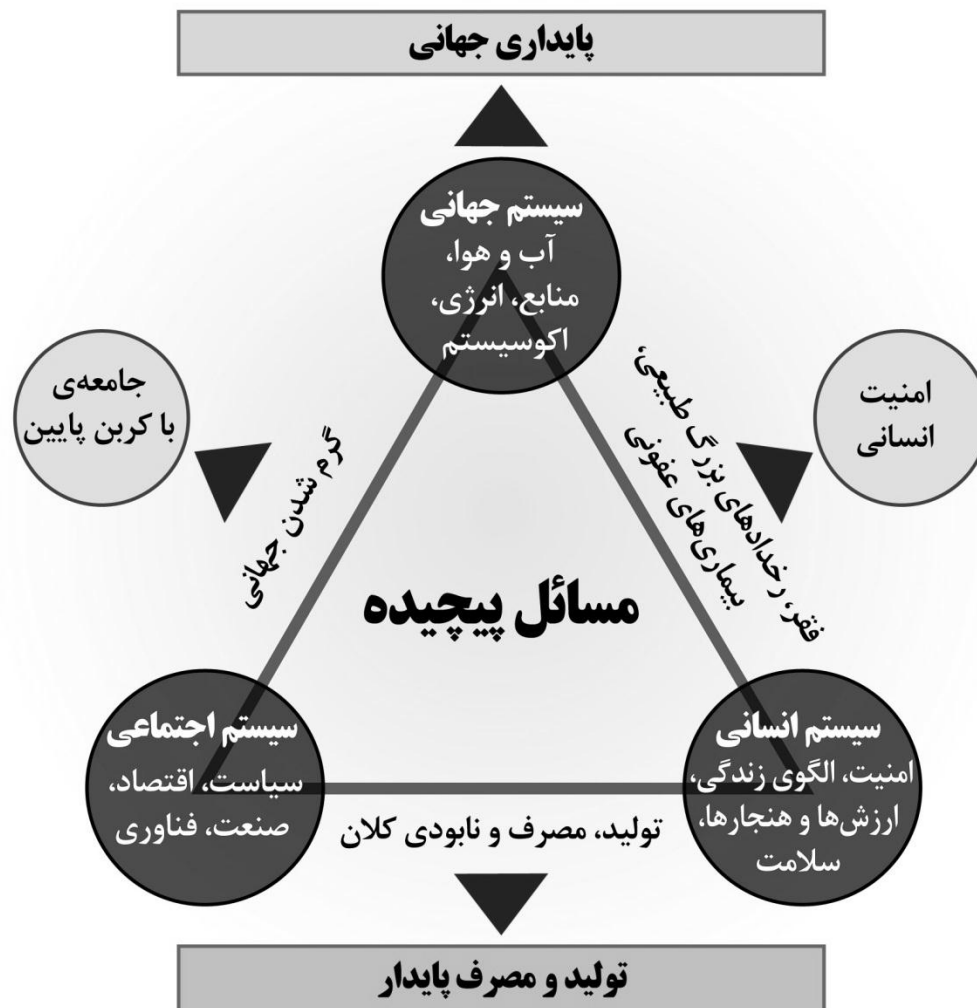 پایداری جهانی
سیستم جهانی
آب و هوا،
منابع، انرژی،
اکوسیستم
امنیت
انسانی
جامعه‌ی
با کربن پایین
فقر، رخدادهای بزرگ طبیعی،
بیماری‌های عفونی
گرم شدن جهانی
مسائل پیچیده
سیستم انسانی
امنیت، الگوی زندگی،
ارزش‌ها و هنجارها،
سلامت
سیستم اجتماعی
سیاست، اقتصاد،
صنعت، فناوری
تولید، مصرف و نابودی کلان
تولید و مصرف پایدار